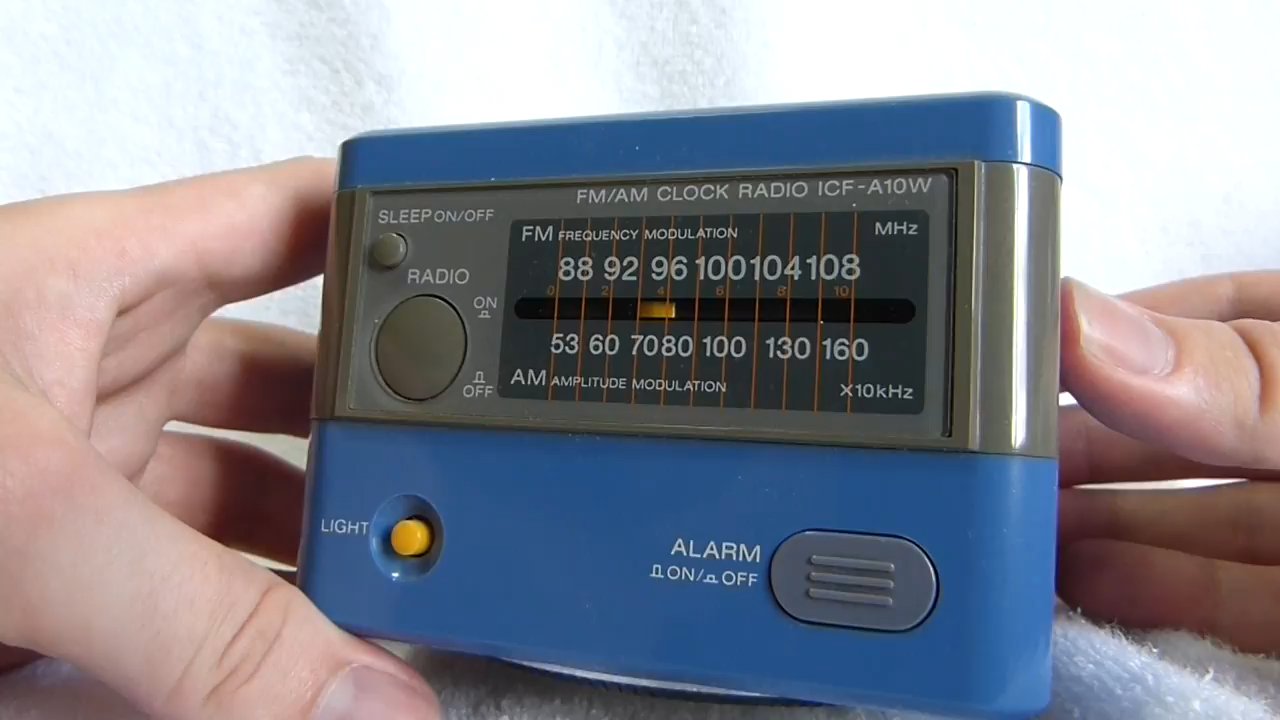 FM/AM CLOCK RADIO ICF-A10W
SLEEP ON/OFF
FM FREQUENCY MODULATION MHz
88 92 96 100 104 108
RADIO
ON
0 2 4 6 8 10
53 60 70 80 100 130 160
OFF
AM AMPLITUDE MODULATION X10kHz
LIGHT
ALARM
ON/OFF